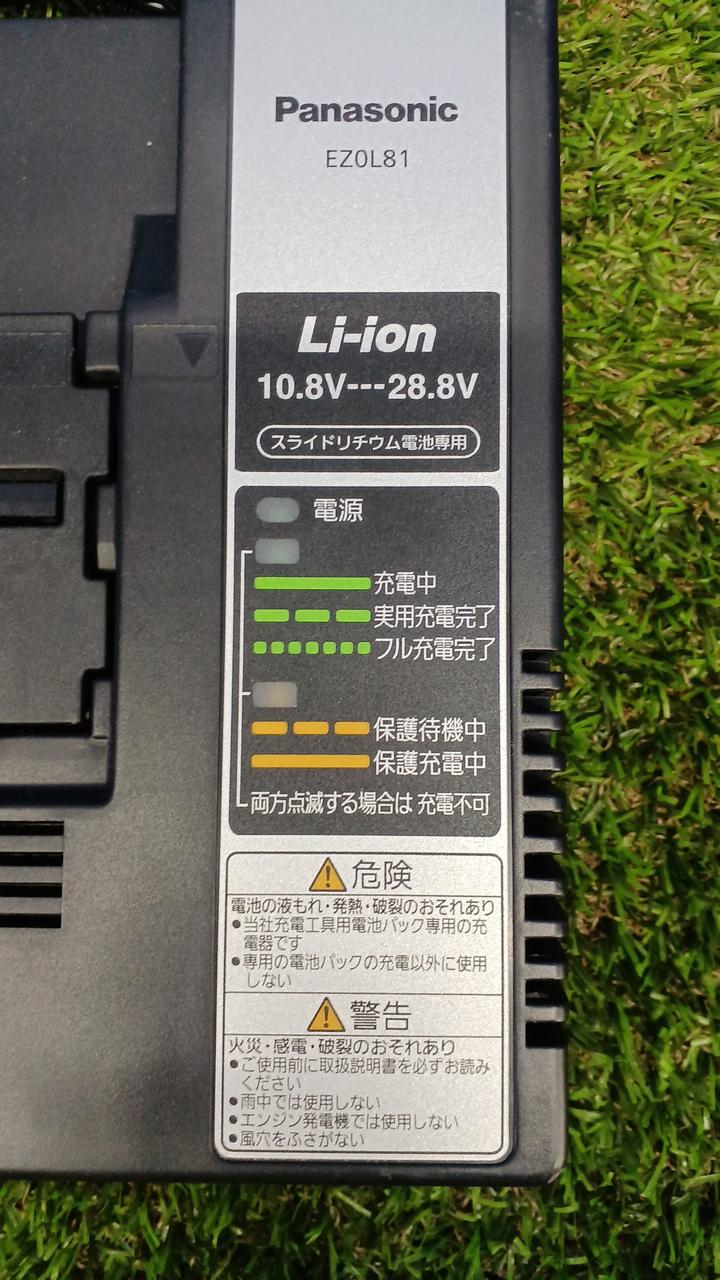 Panasonic
EZ0L81
Li-ion
10.8V---28.8V
スライドリチウム電池専用
電源
充電中
実用充電完了
フル充電完了
保護待機中
保護充電中
両方点滅する場合は 充電不可
危険
電池の液もれ・発熱・破裂のおそれあり
●当社充電工具用電池パック専用の充
電器です
●専用の電池パックの充電以外に使用
しない
警告
火災・感電・破裂のおそれあり
●ご使用前に取扱説明書を必ずお読み
ください
●雨中では使用しない
●エンジン発電機では使用しない
●風穴をふさがない